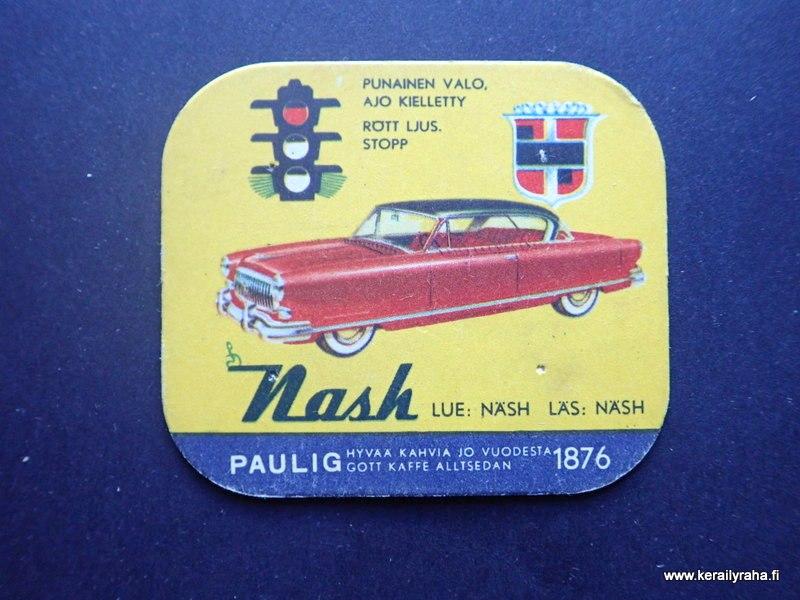 PUNAINEN VALO,
AJO KIELLETTY
RÖTT LJUS.
STOPP
Nash
LUE: NÄSH LÄS: NÄSH
PAULIG
HYVÄÄ KAHVIA JO VUODESTA
GOTT KAFFE ALLTSEDAN
1876
www.kerailyraha.fi